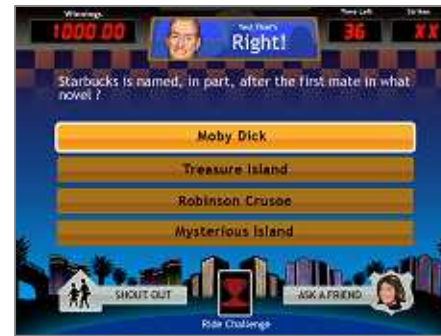 Winnings
Time Left
Strikes
1000.00
Yes! That's
Right!
36
XX
Starbucks is named, in part, after the first mate in what
novel ?
Moby Dick
Treasure Island
Robinson Crusoe
Mysterious Island
SHOUT OUT
ASK A FRIEND
Ride Challenge